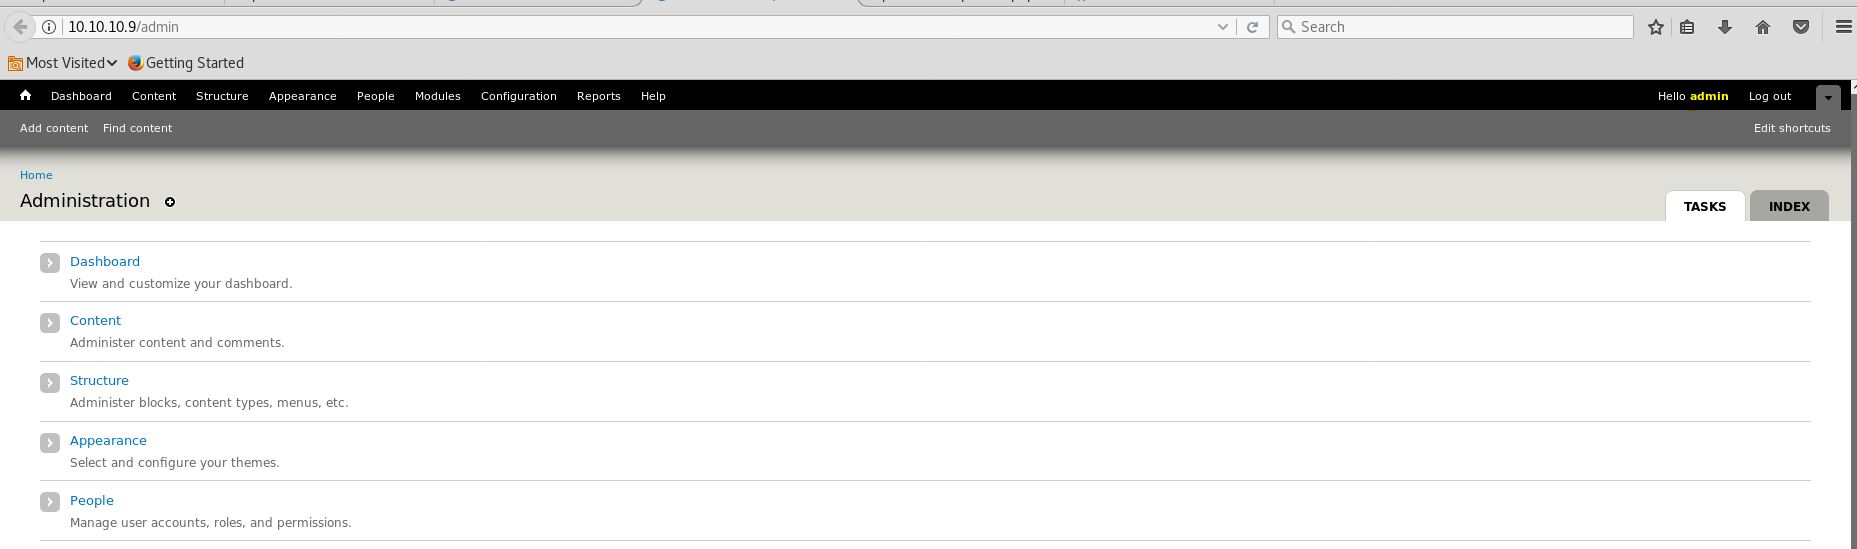 10.10.10.9/admin Search
Most Visited Getting Started
Dashboard Content Structure Appearance People Modules Configuration Reports Help Hello admin Log out
Add content Find content Edit shortcuts
Home
Administration
TASKS INDEX
Dashboard
View and customize your dashboard.
Content
Administer content and comments.
Structure
Administer blocks, content types, menus, etc.
Appearance
Select and configure your themes.
People
Manage user accounts, roles, and permissions.